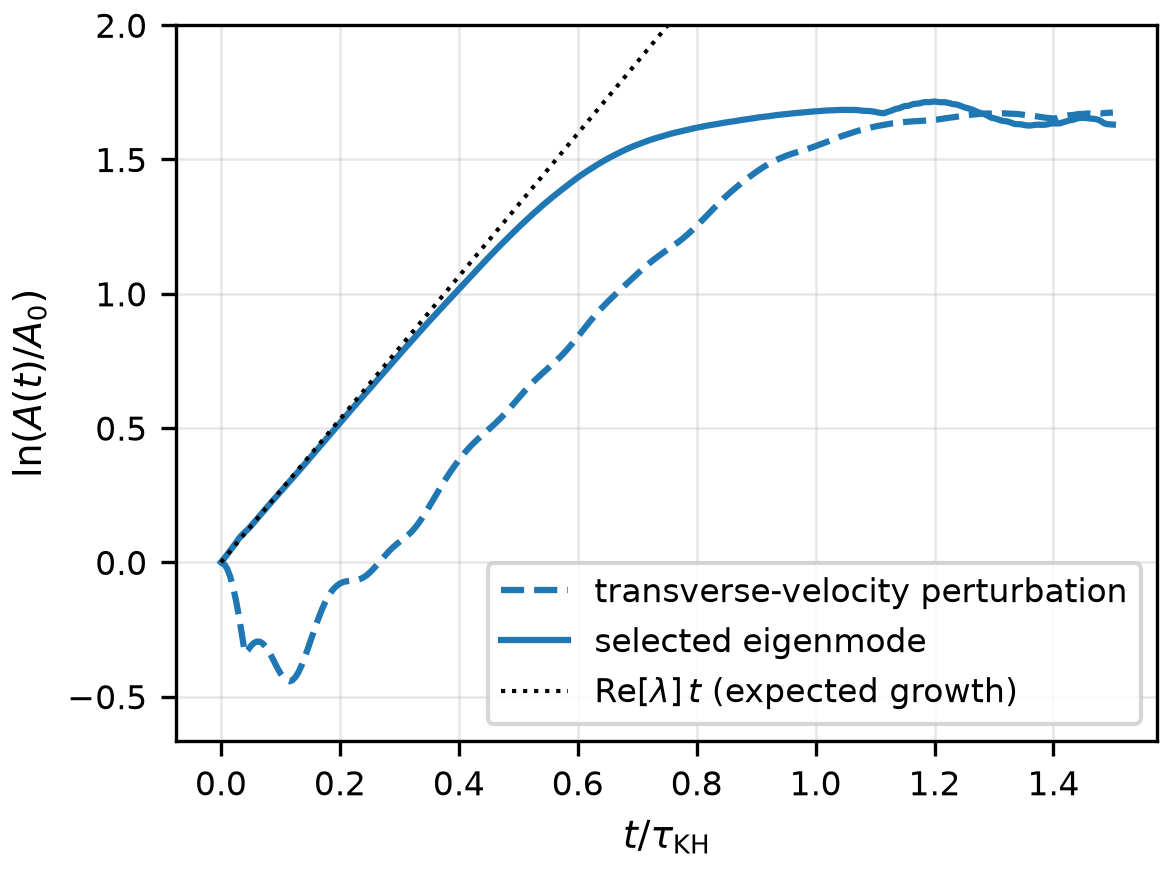 ln(A(t)/A₀)
2.0
1.5
1.0
0.5
0.0
−0.5
transverse-velocity perturbation
selected eigenmode
Re[λ] t (expected growth)
0.0 0.2 0.4 0.6 0.8 1.0 1.2 1.4
t/τ_KH